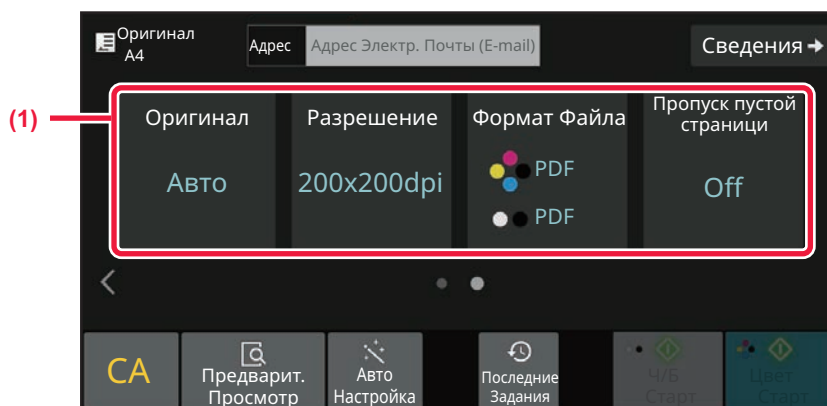 Оригинал
A4
Адрес
Адрес Электр. Почты (E-mail)
Сведения
(1)
Оригинал
Авто
Разрешение
200x200dpi
Формат Файла
PDF
PDF
Пропуск пустой
страници
Off
CA
Предварит.
Просмотр
Авто
Настройка
Последние
Задания
Ч/Б
Старт
Цвет
Старт